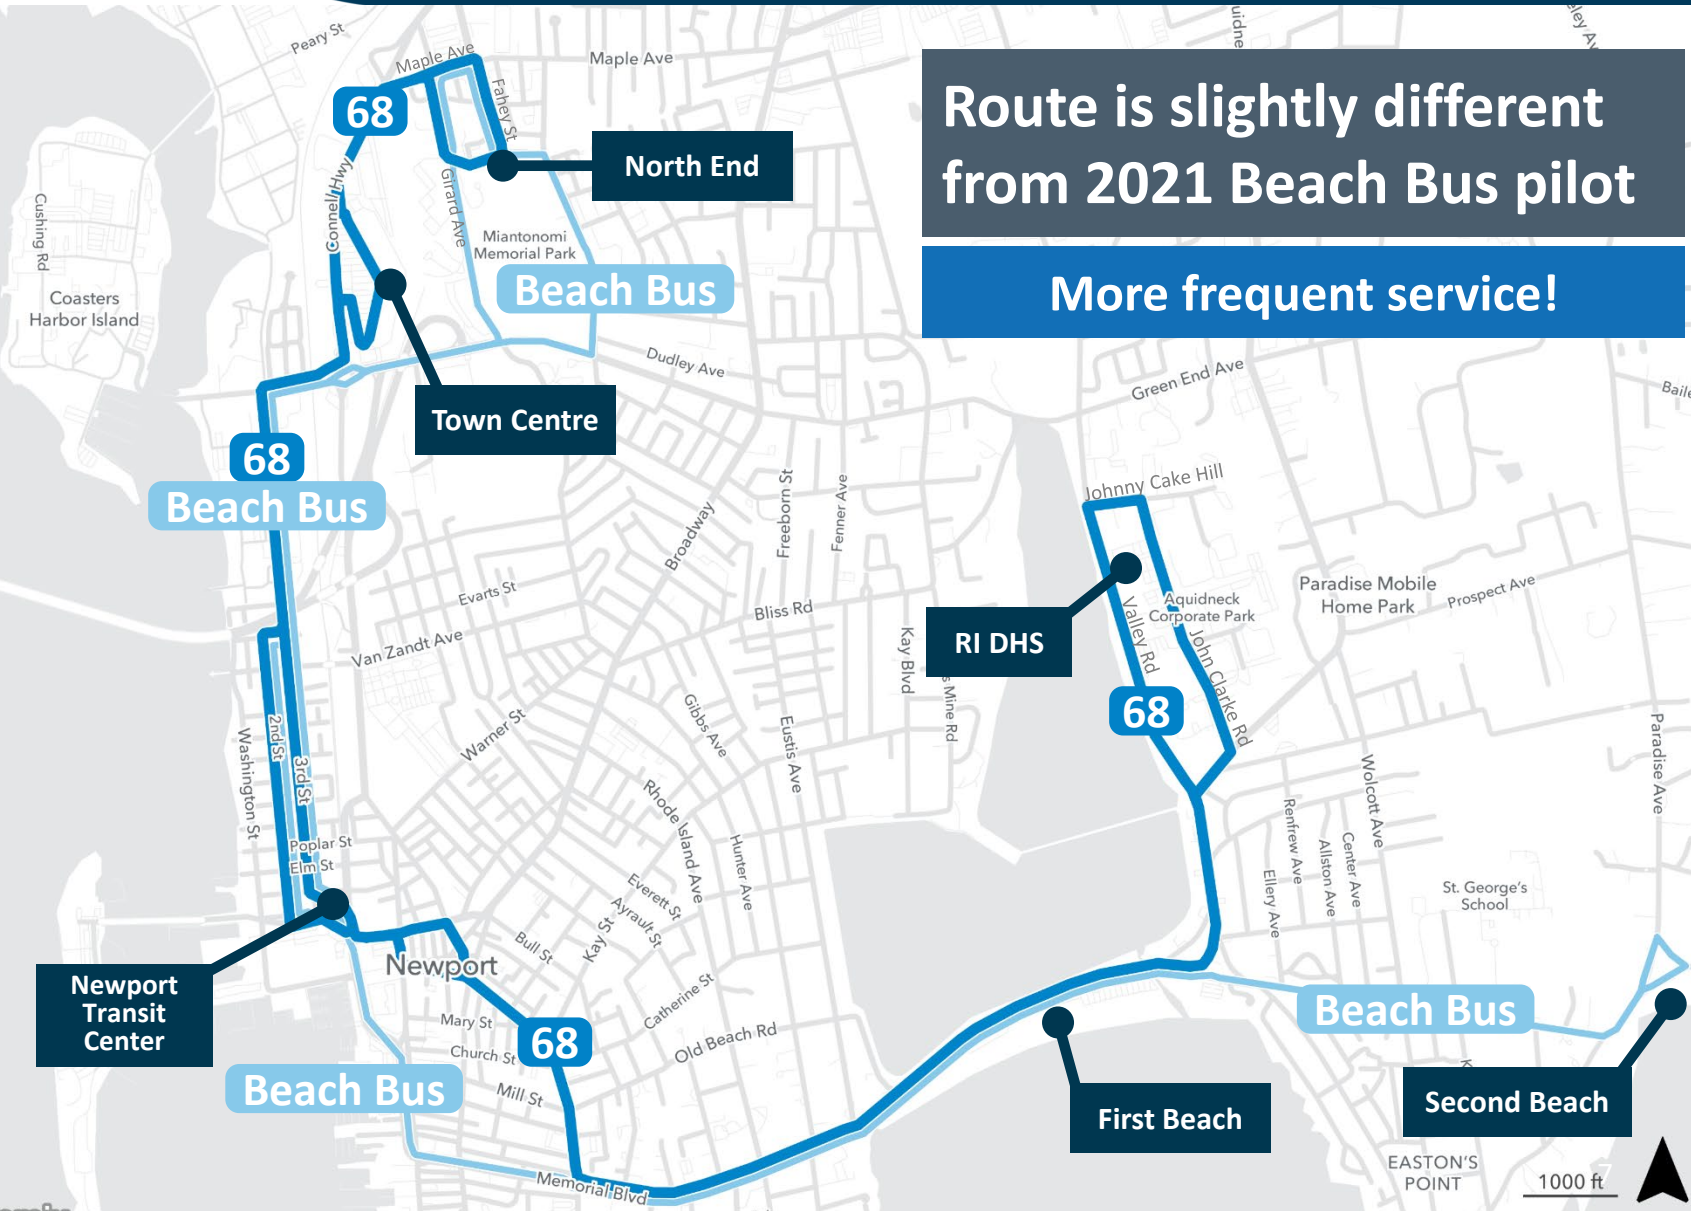 Route is slightly different
from 2021 Beach Bus pilot
More frequent service!
Peary St
Maple Ave
Maple Ave
68
Fahey St
North End
Connell Hwy
Girard Ave
Cushing Rd
Miantonomi
Memorial Park
Beach Bus
Coasters
Harbor Island
Dudley Ave
Green End Ave
Town Centre
68
Beach Bus
Johnny Cake Hill
Broadway
Freeborn St
Fenner Ave
Evarts St
Bliss Rd
Van Zandt Ave
Kay Blvd
RI DHS
Valley Rd
Aquidneck
Corporate Park
Paradise Mobile
Home Park
Prospect Ave
John Clarke Rd
68
s Mine Rd
Gibbs Ave
Eustis Ave
Warner St
2nd St
3rd St
Washington St
Paradise Ave
Wolcott Ave
Renfrew Ave
Allston Ave
Center Ave
Ellery Ave
Rhode Island Ave
Hunter Ave
Poplar St
Elm St
Everett St
Ayrault St
Kay St
Bull St
St. George's
School
Newport
Newport
Transit
Center
Catherine St
Mary St
Church St
Mill St
68
Old Beach Rd
Beach Bus
Beach Bus
First Beach
Second Beach
Memorial Blvd
EASTON'S
POINT
1000 ft